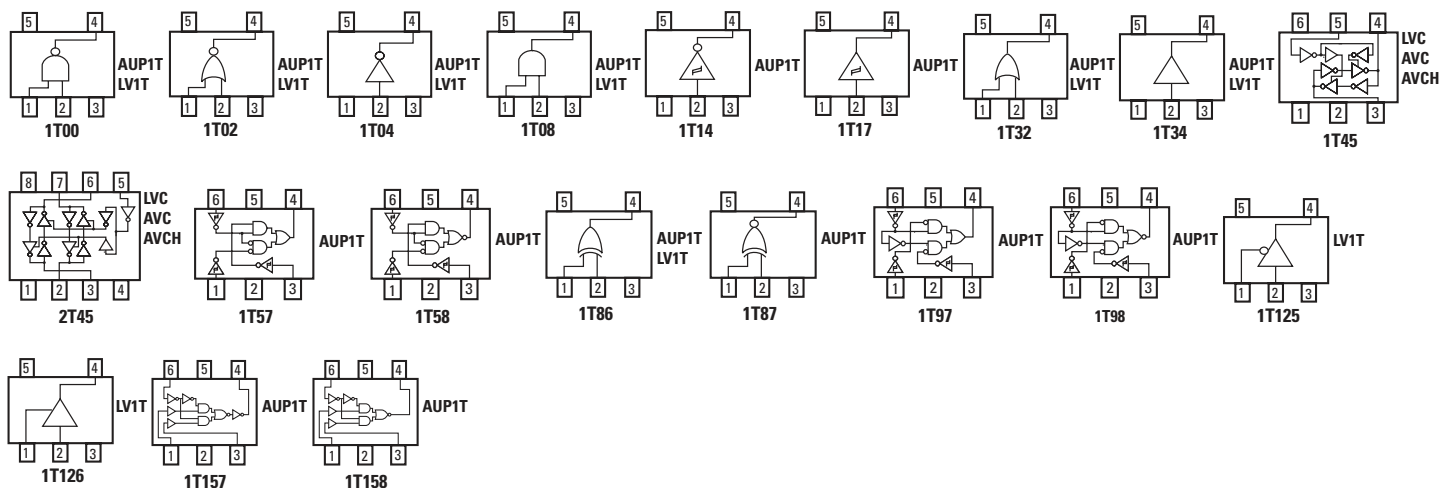 5 4
AUP1T
LV1T
1 2 3
1T00
5 4
AUP1T
LV1T
1 2 3
1T02
5 4
AUP1T
LV1T
1 2 3
1T04
5 4
AUP1T
LV1T
1 2 3
1T08
5 4
AUP1T
1 2 3
1T14
5 4
AUP1T
1 2 3
1T17
5 4
AUP1T
LV1T
1 2 3
1T32
5 4
AUP1T
LV1T
1 2 3
1T34
6 5 4
LVC
AVC
AVCH
1 2 3
1T45
8 7 6 5
LVC
AVC
AVCH
1 2 3 4
2T45
6 5 4
AUP1T
1 2 3
1T57
6 5 4
AUP1T
1 2 3
1T58
5 4
AUP1T
LV1T
1 2 3
1T86
5 4
AUP1T
1 2 3
1T87
6 5 4
AUP1T
1 2 3
1T97
6 5 4
AUP1T
1 2 3
1T98
5 4
LV1T
1 2 3
1T125
5 4
LV1T
1 2 3
1T126
6 5 4
AUP1T
1 2 3
1T157
6 5 4
AUP1T
1 2 3
1T158